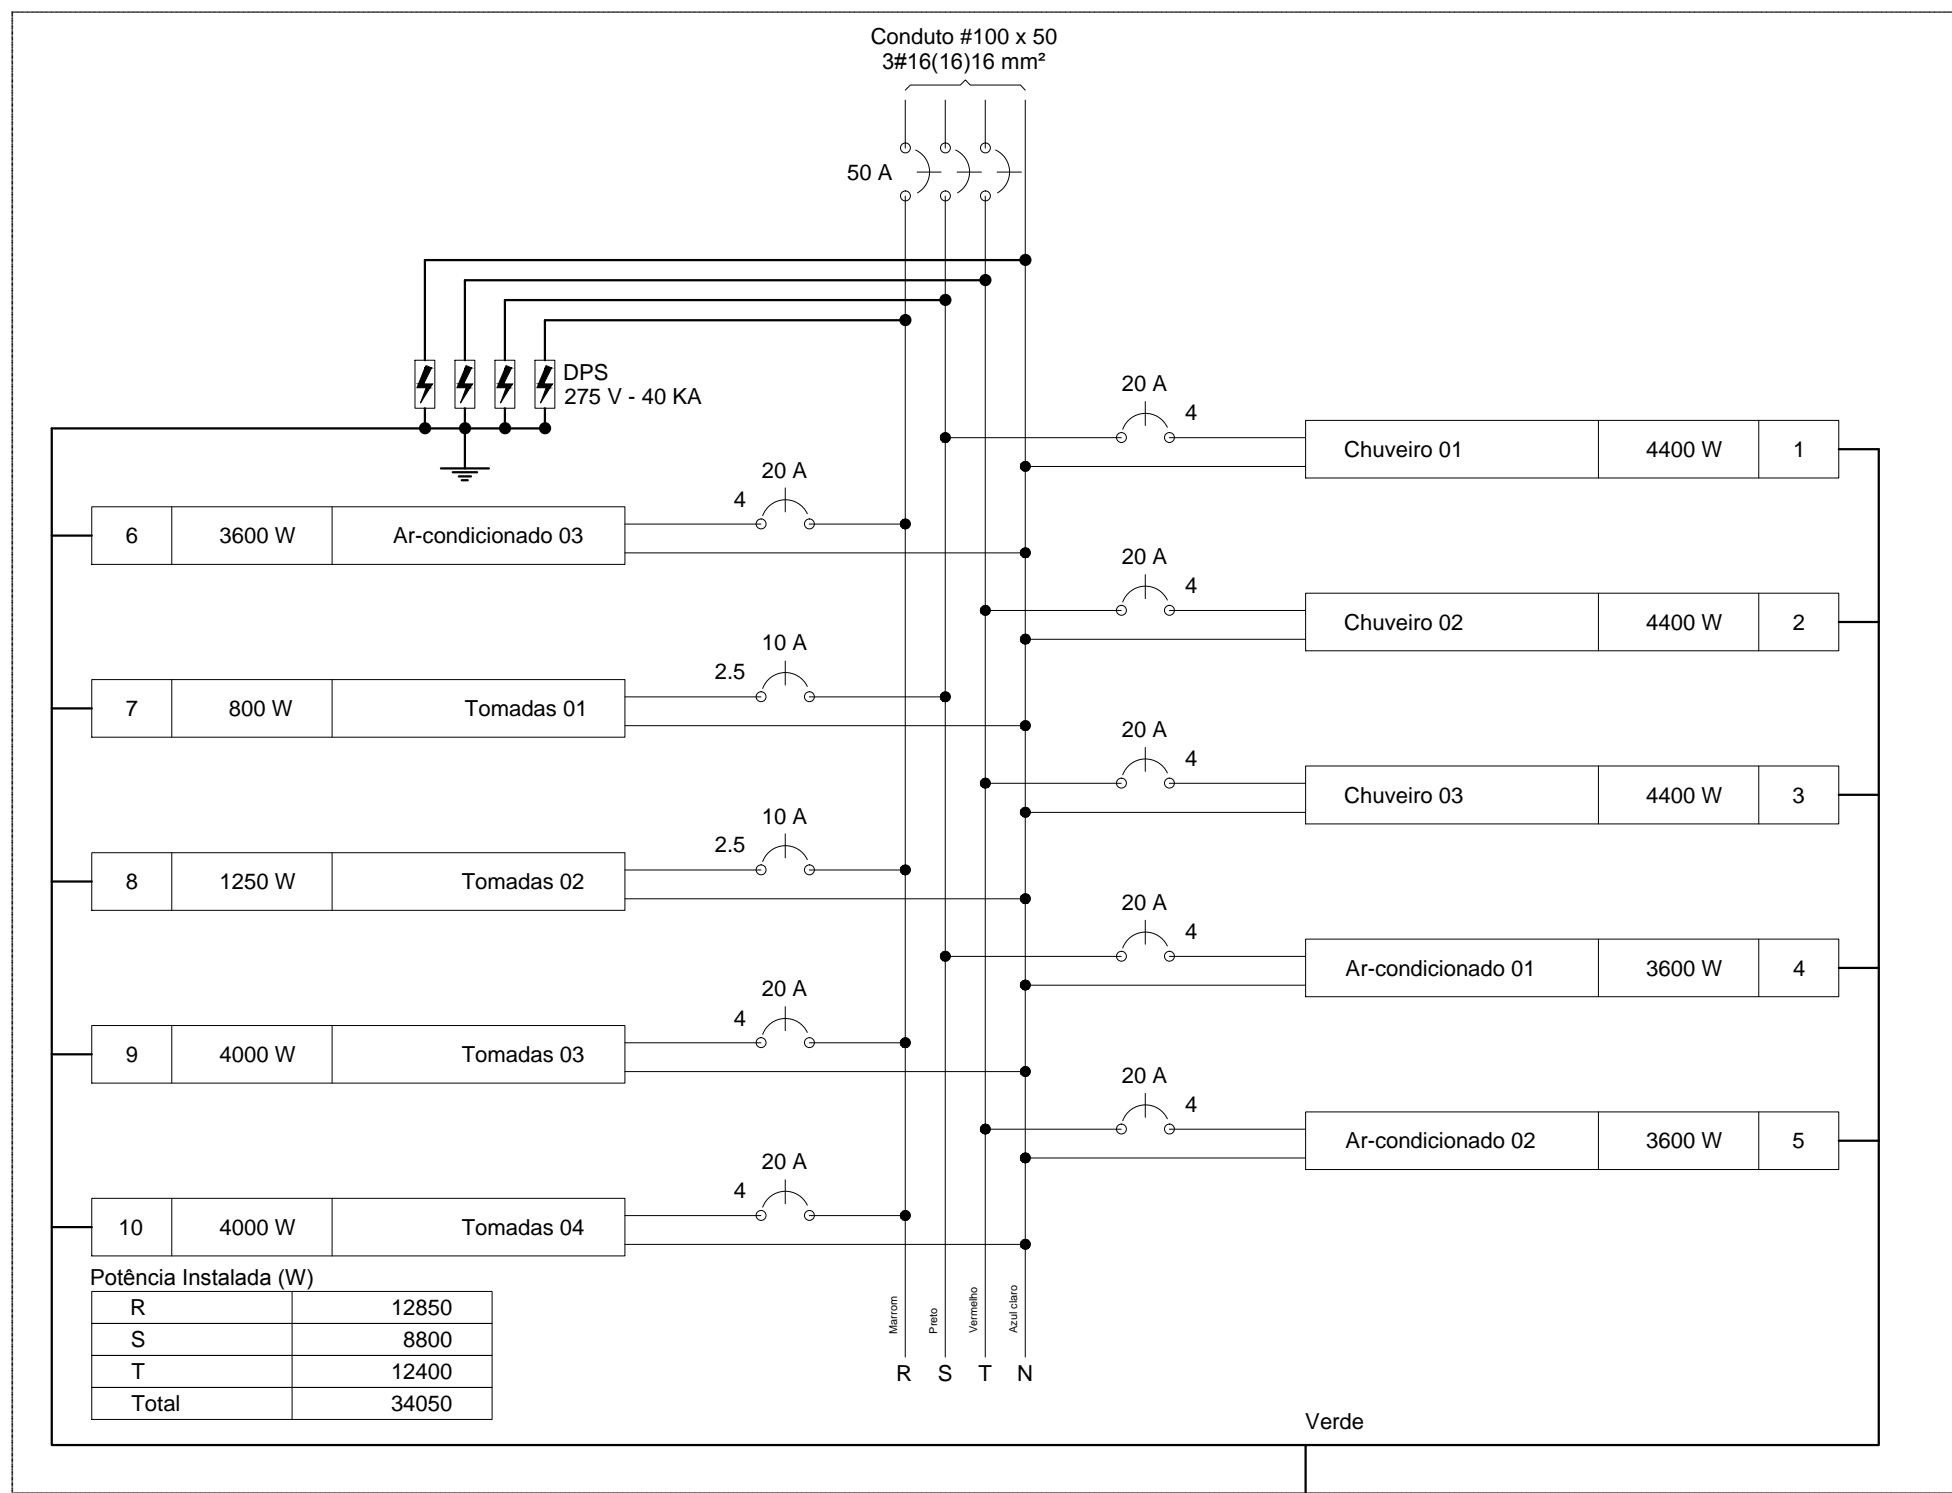 Conduto #100 x 50
3#16(16)16 mm²
50 A
DPS
275 V - 40 KA
20 A
4
Chuveiro 01 4400 W 1
20 A
4
6 3600 W Ar-condicionado 03
20 A
4
Chuveiro 02 4400 W 2
10 A
2.5
7 800 W Tomadas 01
20 A
4
Chuveiro 03 4400 W 3
10 A
2.5
8 1250 W Tomadas 02
20 A
4
Ar-condicionado 01 3600 W 4
20 A
4
9 4000 W Tomadas 03
20 A
4
Ar-condicionado 02 3600 W 5
20 A
4
10 4000 W Tomadas 04
Potência Instalada (W)
R 12850
S 8800
T 12400
Total 34050
Marrom
Preto
Vermelho
Azul claro
R S T N
Verde